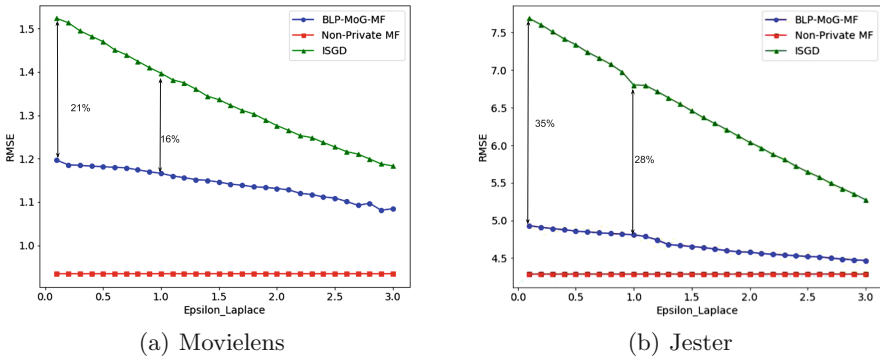 BLP-MoG-MF
Non-Private MF
ISGD
1.5
1.4
1.3
1.2
1.1
1.0
RMSE
21%
16%
0.0 0.5 1.0 1.5 2.0 2.5 3.0
Epsilon_Laplace
(a) Movielens
BLP-MoG-MF
Non-Private MF
ISGD
7.5
7.0
6.5
6.0
5.5
5.0
4.5
RMSE
35%
28%
0.0 0.5 1.0 1.5 2.0 2.5 3.0
Epsilon_Laplace
(b) Jester